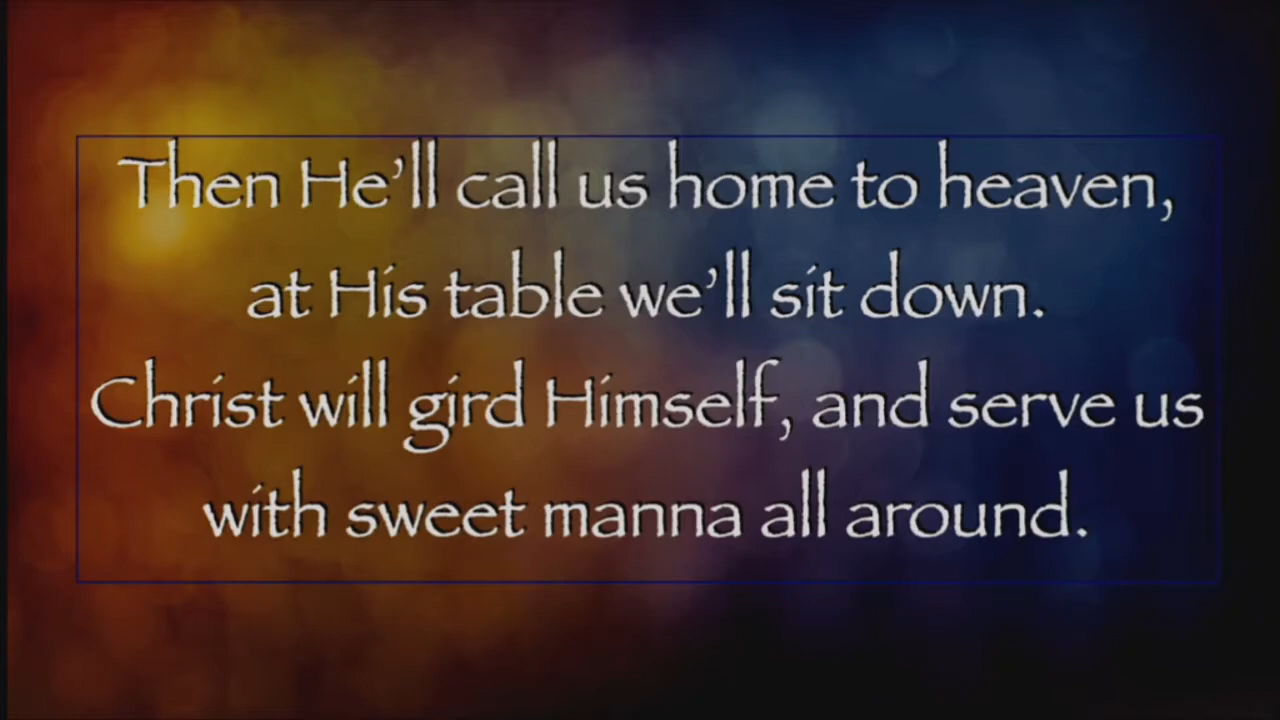 Then He’ll call us home to heaven,
at His table we’ll sit down.
Christ will gird Himself, and serve us
with sweet manna all around.